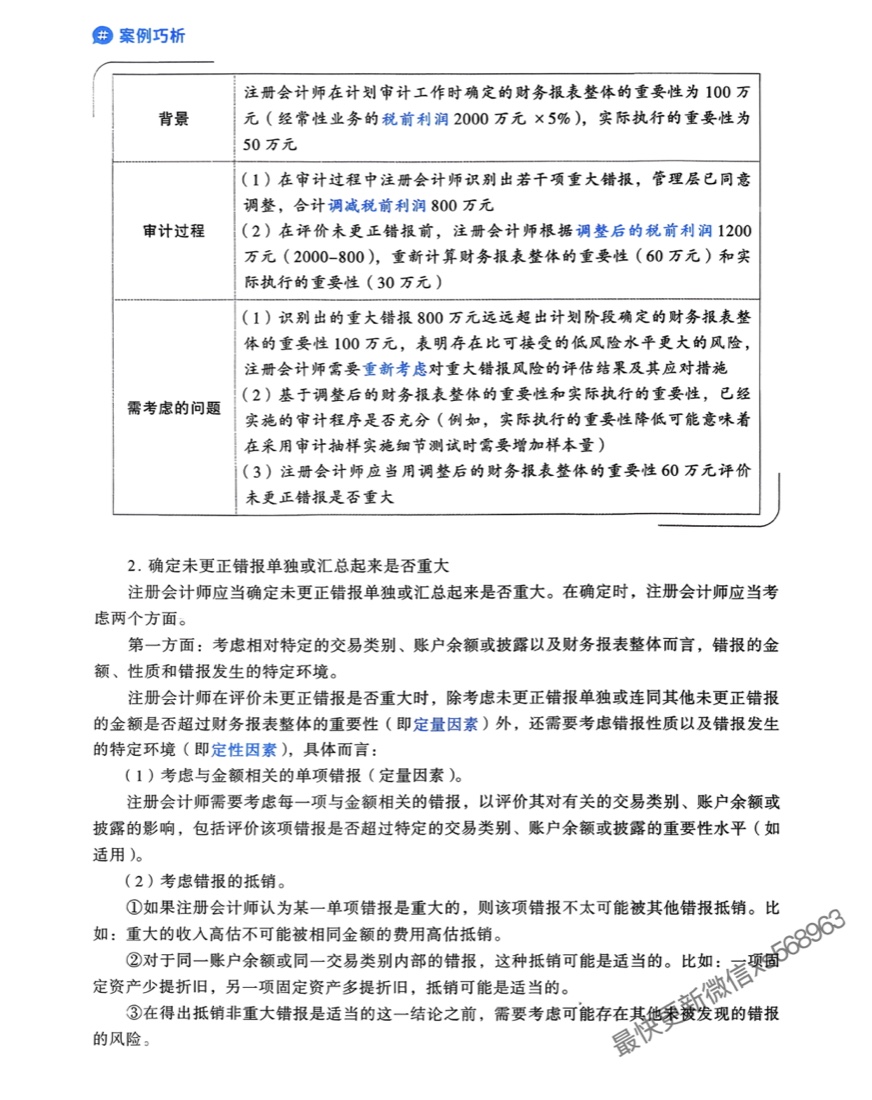 # 案例巧析
背景
注册会计师在计划审计工作时确定的财务报表整体的重要性为 100 万
元（经常性业务的税前利润 2000 万元 ×5%），实际执行的重要性为
50 万元
审计过程
（1）在审计过程中注册会计师识别出若干项重大错报，管理层已同意
调整，合计调减税前利润 800 万元
（2）在评价未更正错报前，注册会计师根据调整后的税前利润 1200
万元（2000-800），重新计算财务报表整体的重要性（60 万元）和实
际执行的重要性（30 万元）
需考虑的问题
（1）识别出的重大错报 800 万元远远超出计划阶段确定的财务报表整
体的重要性 100 万元，表明存在比可接受的低风险水平更大的风险，
注册会计师需要重新考虑对重大错报风险的评估结果及其应对措施
（2）基于调整后的财务报表整体的重要性和实际执行的重要性，已经
实施的审计程序是否充分（例如，实际执行的重要性降低可能意味着
在采用审计抽样实施细节测试时需要增加样本量）
（3）注册会计师应当用调整后的财务报表整体的重要性 60 万元评价
未更正错报是否重大
2. 确定未更正错报单独或汇总起来是否重大
注册会计师应当确定未更正错报单独或汇总起来是否重大。在确定时，注册会计师应当考
虑两个方面。
第一方面：考虑相对特定的交易类别、账户余额或披露以及财务报表整体而言，错报的金
额、性质和错报发生的特定环境。
注册会计师在评价未更正错报是否重大时，除考虑未更正错报单独或连同其他未更正错报
的金额是否超过财务报表整体的重要性（即定量因素）外，还需要考虑错报性质以及错报发生
的特定环境（即定性因素），具体而言：
（1）考虑与金额相关的单项错报（定量因素）。
注册会计师需要考虑每一项与金额相关的错报，以评价其对有关的交易类别、账户余额或
披露的影响，包括评价该项错报是否超过特定的交易类别、账户余额或披露的重要性水平（如
适用）。
（2）考虑错报的抵销。
①如果注册会计师认为某一单项错报是重大的，则该项错报不太可能被其他错报抵销。比
如：重大的收入高估不可能被相同金额的费用高估抵销。
②对于同一账户余额或同一交易类别内部的错报，这种抵销可能是适当的。比如：一项固
定资产少提折旧，另一项固定资产多提折旧，抵销可能是适当的。
③在得出抵销非重大错报是适当的这一结论之前，需要考虑可能存在其他未被发现的错报
的风险。
最快更新微信
568963